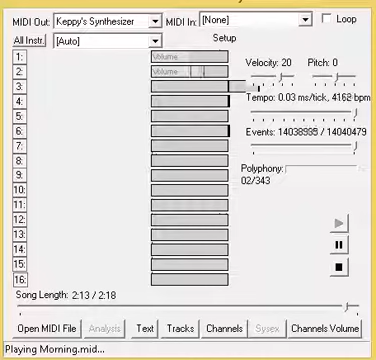 MIDI Out: Keppy's Synthesizer MIDI In: [None] Loop
All Instr. [Auto] Setup
1: Volume
2: Volume
3:
4:
5:
6:
7:
8:
9:
10:
11:
12:
13:
14:
15:
16:
Velocity: 20 Pitch: 0
Tempo: 0.03 ms/tick, 4162 bpm
Events: 14038985 / 14040479
Polyphony:
02/343
Song Length: 2:13 / 2:18
Open MIDI File Analysis Text Tracks Channels Sysex Channels Volume
Playing Morning.mid...